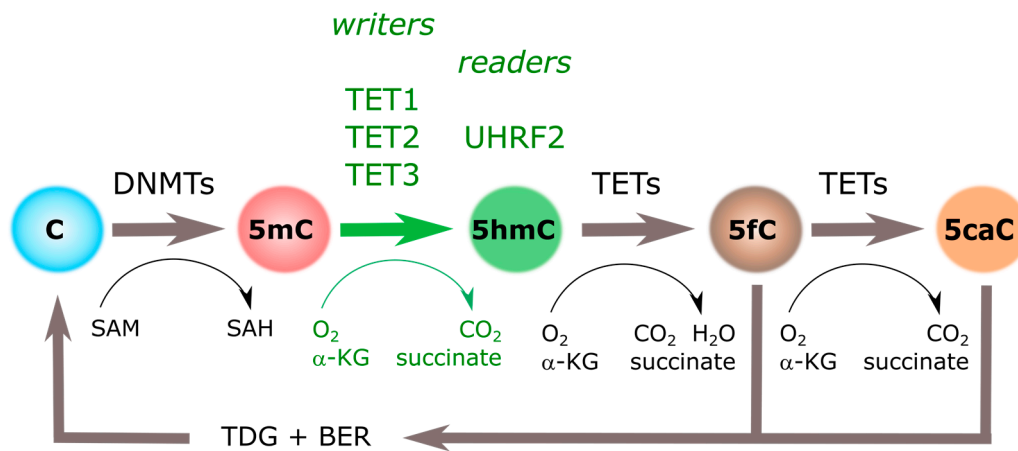 writers
readers
TET1
TET2 UHRF2
TET3
DNMTs TETs TETs
C 5mC 5hmC 5fC 5caC
SAM SAH O₂ CO₂ O₂ CO₂ H₂O O₂ CO₂
α-KG succinate α-KG succinate α-KG succinate
TDG + BER